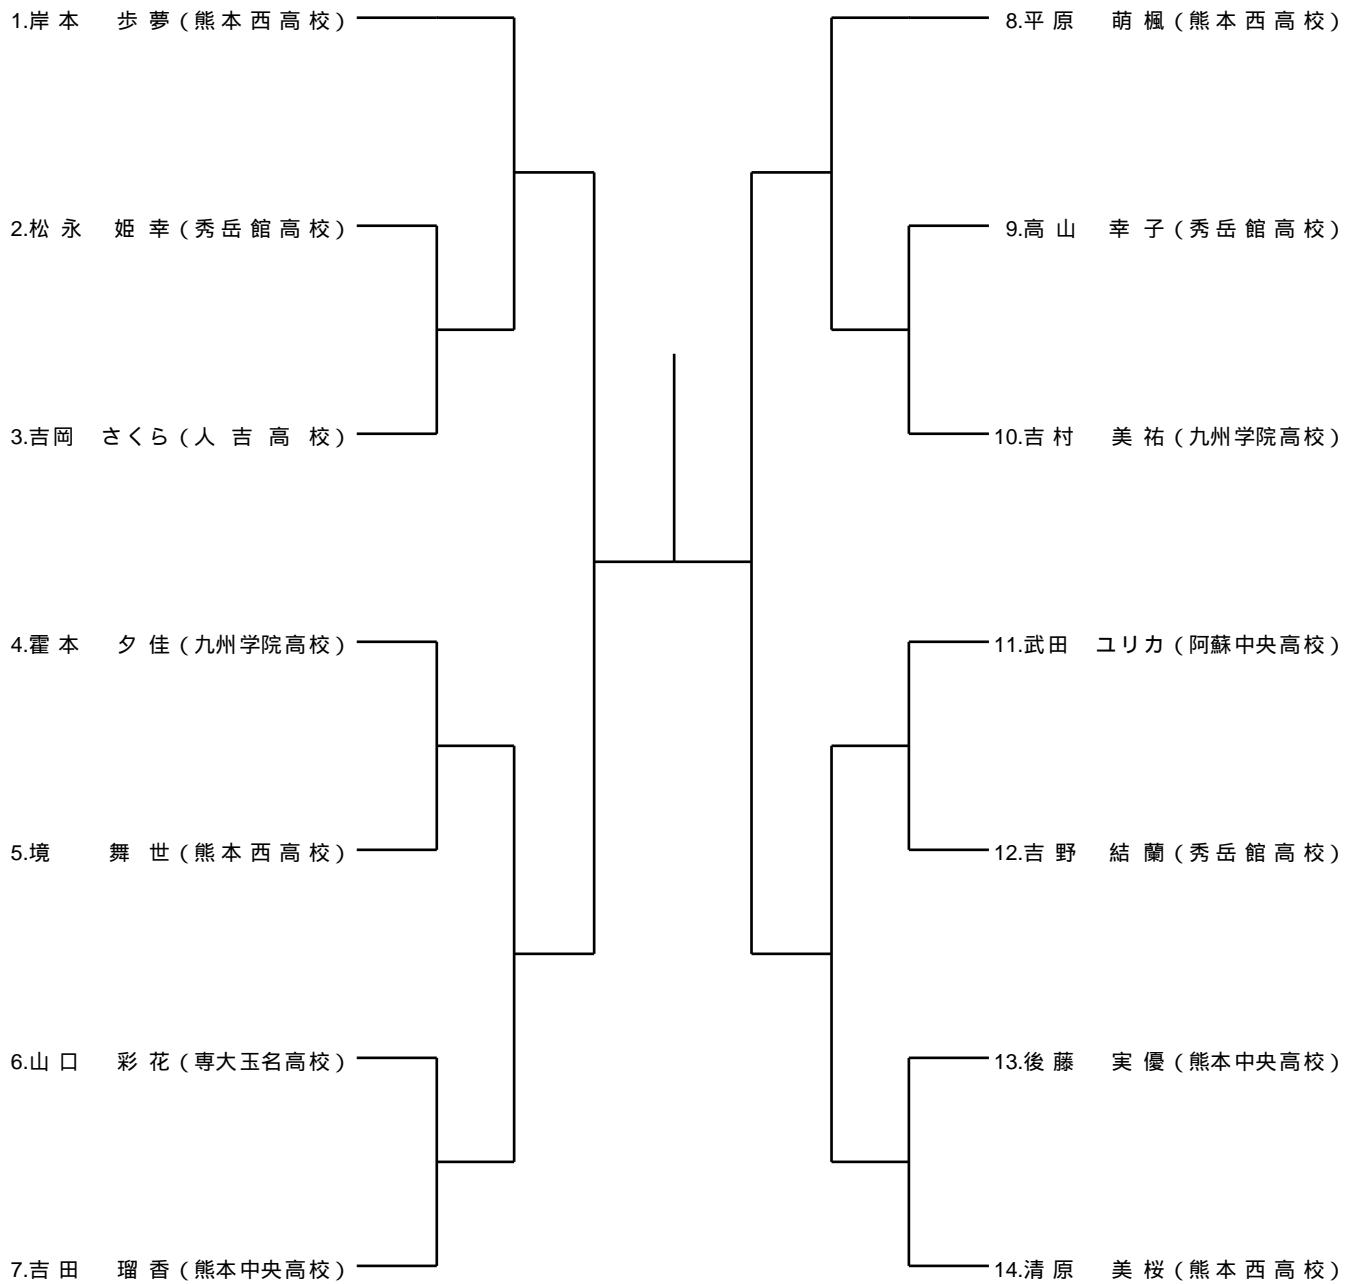 1.岸本 歩夢(熊本西高校)
2.松永 姫幸(秀岳館高校)
3.吉岡 さくら(人吉高校)
4.霍本 夕佳(九州学院高校)
5.境 舞世(熊本西高校)
6.山口 彩花(専大玉名高校)
7.吉田 瑠香(熊本中央高校)
8.平原 萌楓(熊本西高校)
9.高山 幸子(秀岳館高校)
10.吉村 美祐(九州学院高校)
11.武田 ユリカ(阿蘇中央高校)
12.吉野 結蘭(秀岳館高校)
13.後藤 実優(熊本中央高校)
14.清原 美桜(熊本西高校)